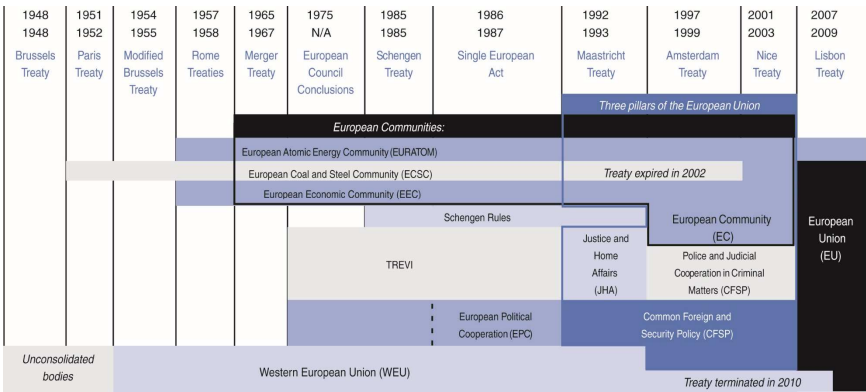 1948 1951 1954 1957 1965 1975 1985 1986 1992 1997 2001 2007
1948 1952 1955 1958 1967 N/A 1985 1987 1993 1999 2003 2009
Brussels Treaty
Paris Treaty
Modified Brussels Treaty
Rome Treaties
Merger Treaty
European Council Conclusions
Schengen Treaty
Single European Act
Maastricht Treaty
Amsterdam Treaty
Nice Treaty
Lisbon Treaty
Three pillars of the European Union
European Communities:
European Atomic Energy Community (EURATOM)
European Coal and Steel Community (ECSC)
Treaty expired in 2002
European Economic Community (EEC)
Schengen Rules
European Community
(EC)
European
Union
(EU)
TREVI
Justice and
Home
Affairs
(JHA)
Police and Judicial
Cooperation in Criminal
Matters (CFSP)
European Political
Cooperation (EPC)
Common Foreign and
Security Policy (CFSP)
Unconsolidated
bodies
Western European Union (WEU)
Treaty terminated in 2010